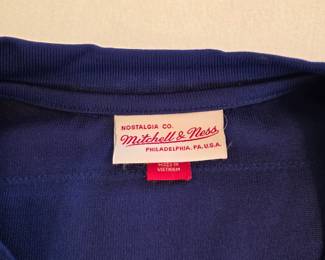 NOSTALGIA CO.
Mitchell & Ness
PHILADELPHIA, PA. U.S.A.
MADE IN
VIETNAM